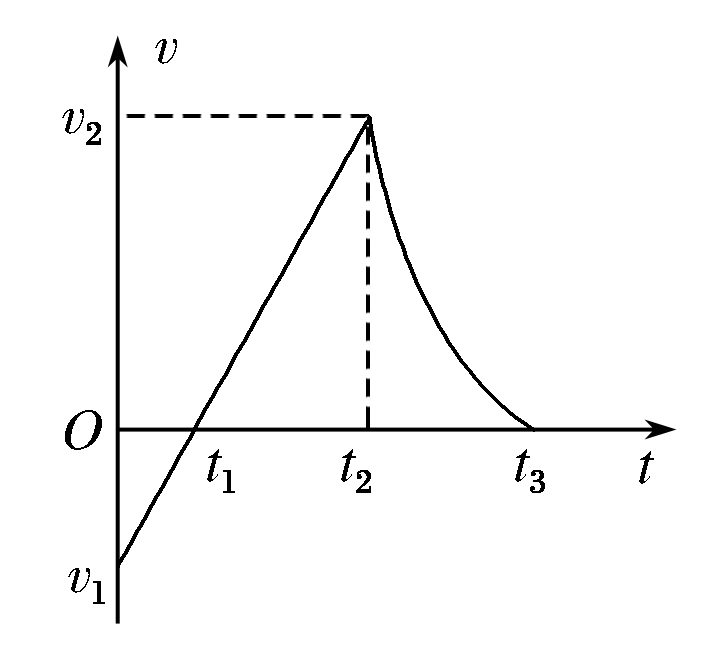 v
v₂
O
t₁ t₂ t₃ t
v₁